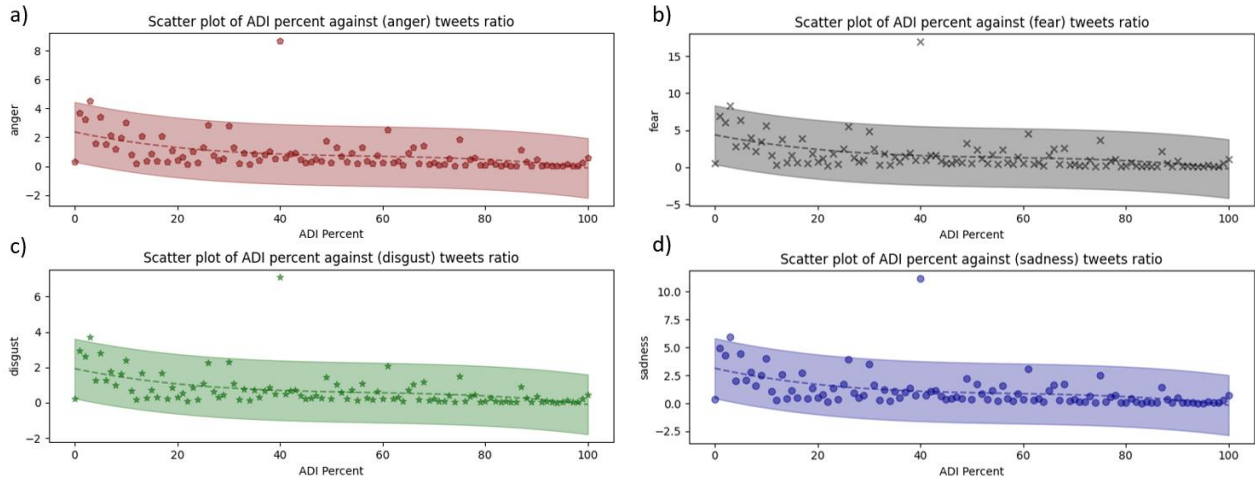 a)
Scatter plot of ADI percent against (anger) tweets ratio
8
6
4
2
0
−2
anger
0 20 40 60 80 100
ADI Percent
b)
Scatter plot of ADI percent against (fear) tweets ratio
15
10
5
0
−5
fear
0 20 40 60 80 100
ADI Percent
c)
Scatter plot of ADI percent against (disgust) tweets ratio
6
4
2
0
−2
disgust
0 20 40 60 80 100
ADI Percent
d)
Scatter plot of ADI percent against (sadness) tweets ratio
10.0
7.5
5.0
2.5
0.0
−2.5
sadness
0 20 40 60 80 100
ADI Percent